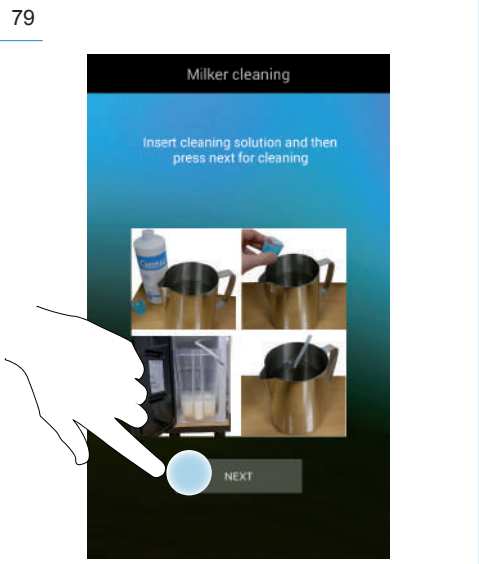 79
Milker cleaning
Insert cleaning solution and then
press next for cleaning
NEXT